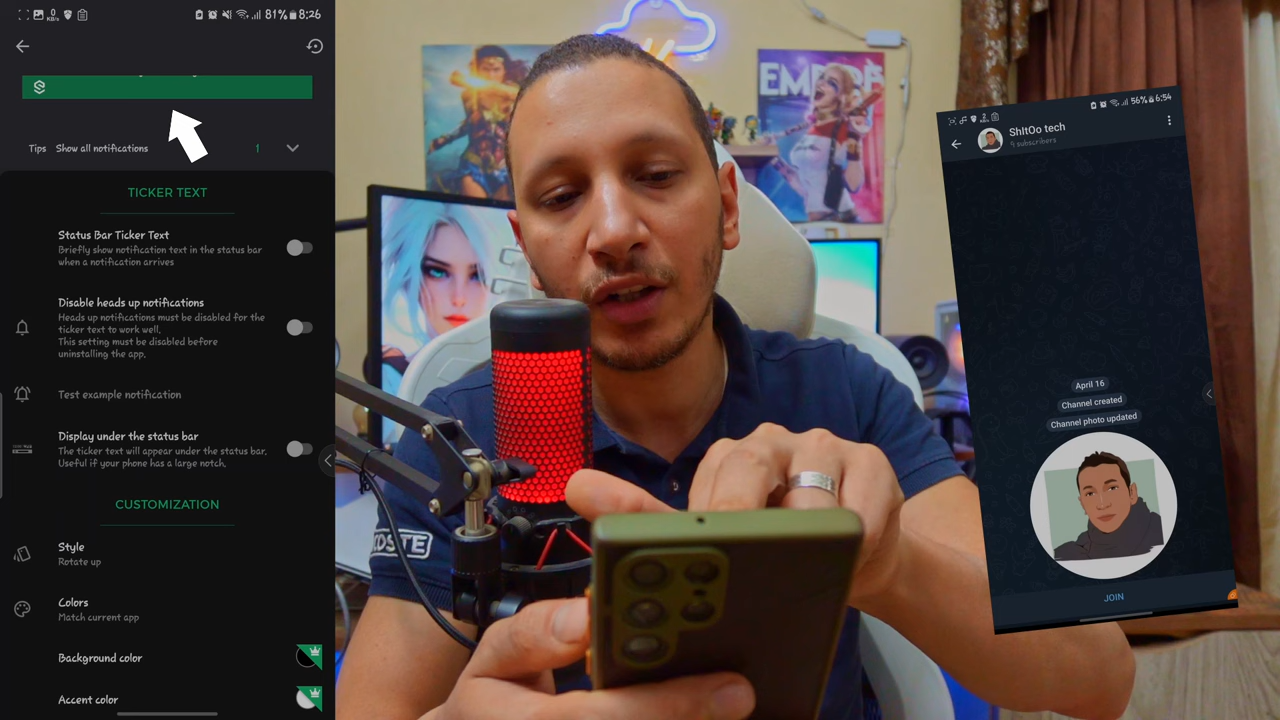 0
KB/s
81% 8:26
Tips Show all notifications 1
TICKER TEXT
Status Bar Ticker Text
Briefly show notification text in the status bar
when a notification arrives
Disable heads up notifications
Heads up notifications must be disabled for the
ticker text to work well.
This setting must be disabled before
uninstalling the app.
Test example notification
Display under the status bar
The ticker text will appear under the status bar.
Useif your phone has a large notch.
CUSTOMIZATION
Style
Rotate up
Colors
Match current app
Background color
Accent color
EMPIRE
56% 6:54
ShItOo tech
9 subscribers
April 16
Channel created
Channel photo updated
JOIN